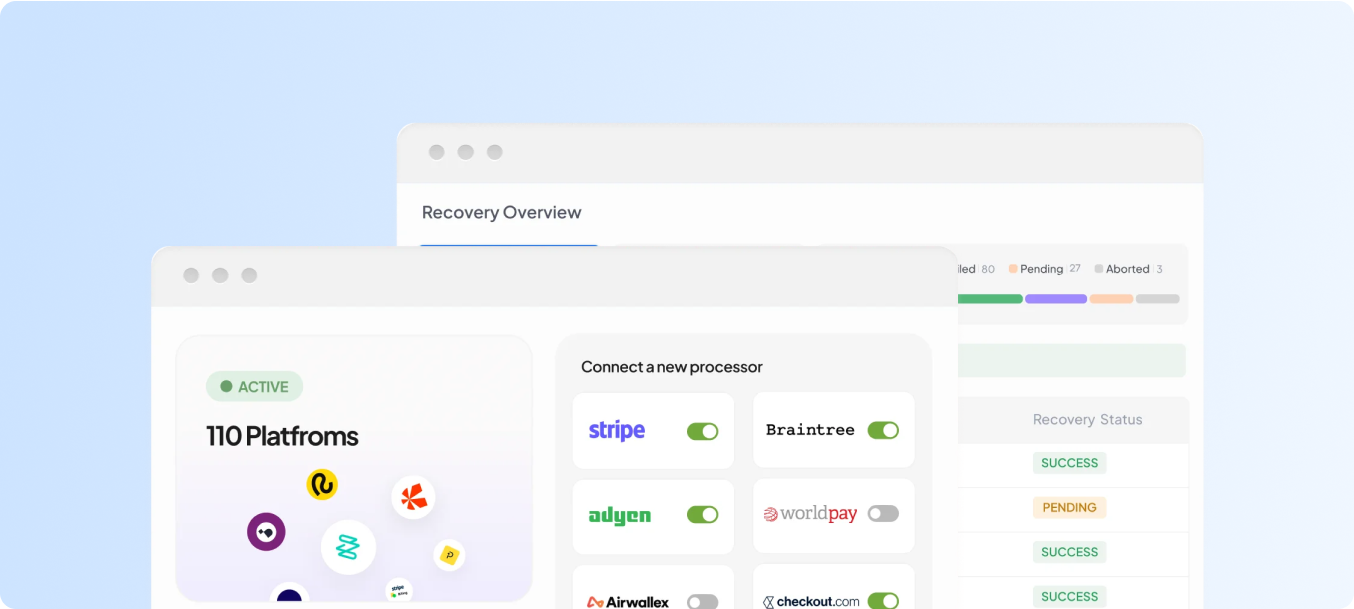 Recovery Overview
80 Pending 27 Aborted 3
Connect a new processor
ACTIVE
110 Platfroms
stripe
Braintree
adyen
worldpay
Airwallex
checkout.com
Recovery Status
SUCCESS
PENDING
SUCCESS
SUCCESS